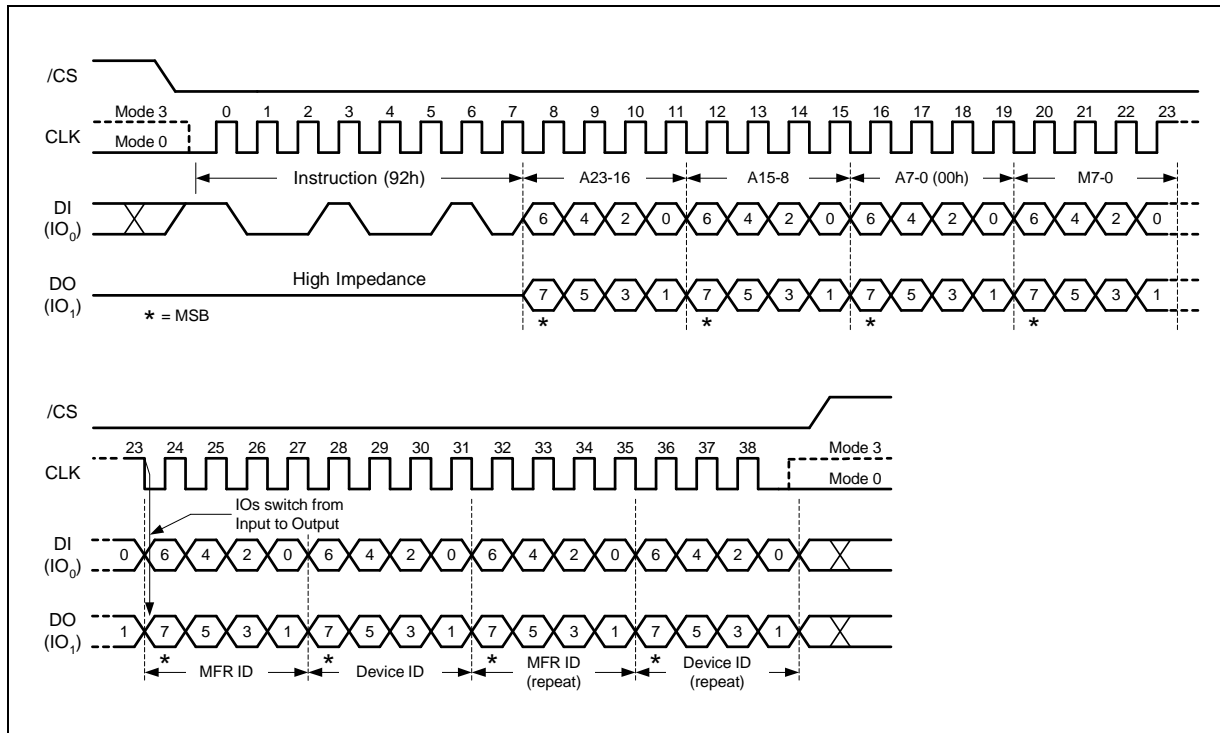 /CS
Mode 3 0 1 2 3 4 5 6 7 8 9 10 11 12 13 14 15 16 17 18 19 20 21 22 23
CLK Mode 0
Instruction (92h) A23-16 A15-8 A7-0 (00h) M7-0
DI
(IO0) 6 4 2 0 6 4 2 0 6 4 2 0 6 4 2 0
High Impedance
DO
(IO1) 7 5 3 1 7 5 3 1 7 5 3 1 7 5 3 1
* = MSB * * * *
/CS
23 24 25 26 27 28 29 30 31 32 33 34 35 36 37 38 Mode 3
CLK Mode 0
IOs switch from
Input to Output
DI
(IO0) 0 6 4 2 0 6 4 2 0 6 4 2 0 6 4 2 0
DO
(IO1) 1 7 5 3 1 7 5 3 1 7 5 3 1 7 5 3 1
* * * *
MFR ID Device ID MFR ID
(repeat) Device ID
(repeat)